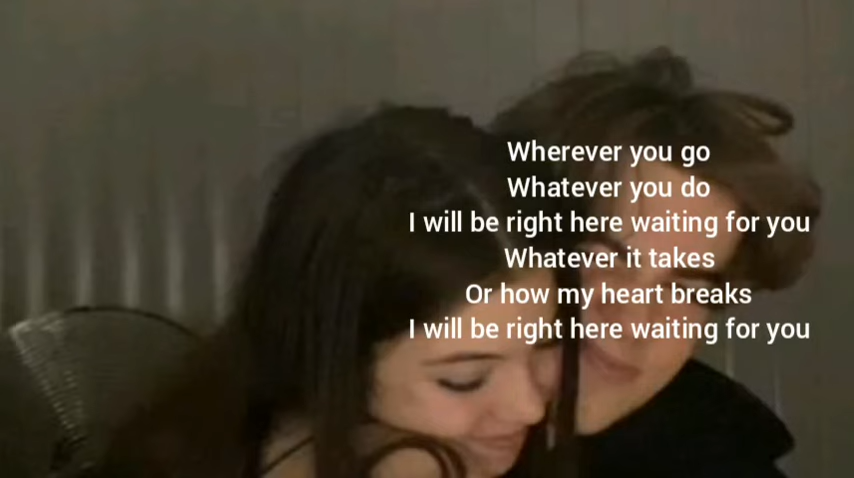 Wherever you go
Whatever you do
I will be right here waiting for you
Whatever it takes
Or how my heart breaks
I will be right here waiting for you